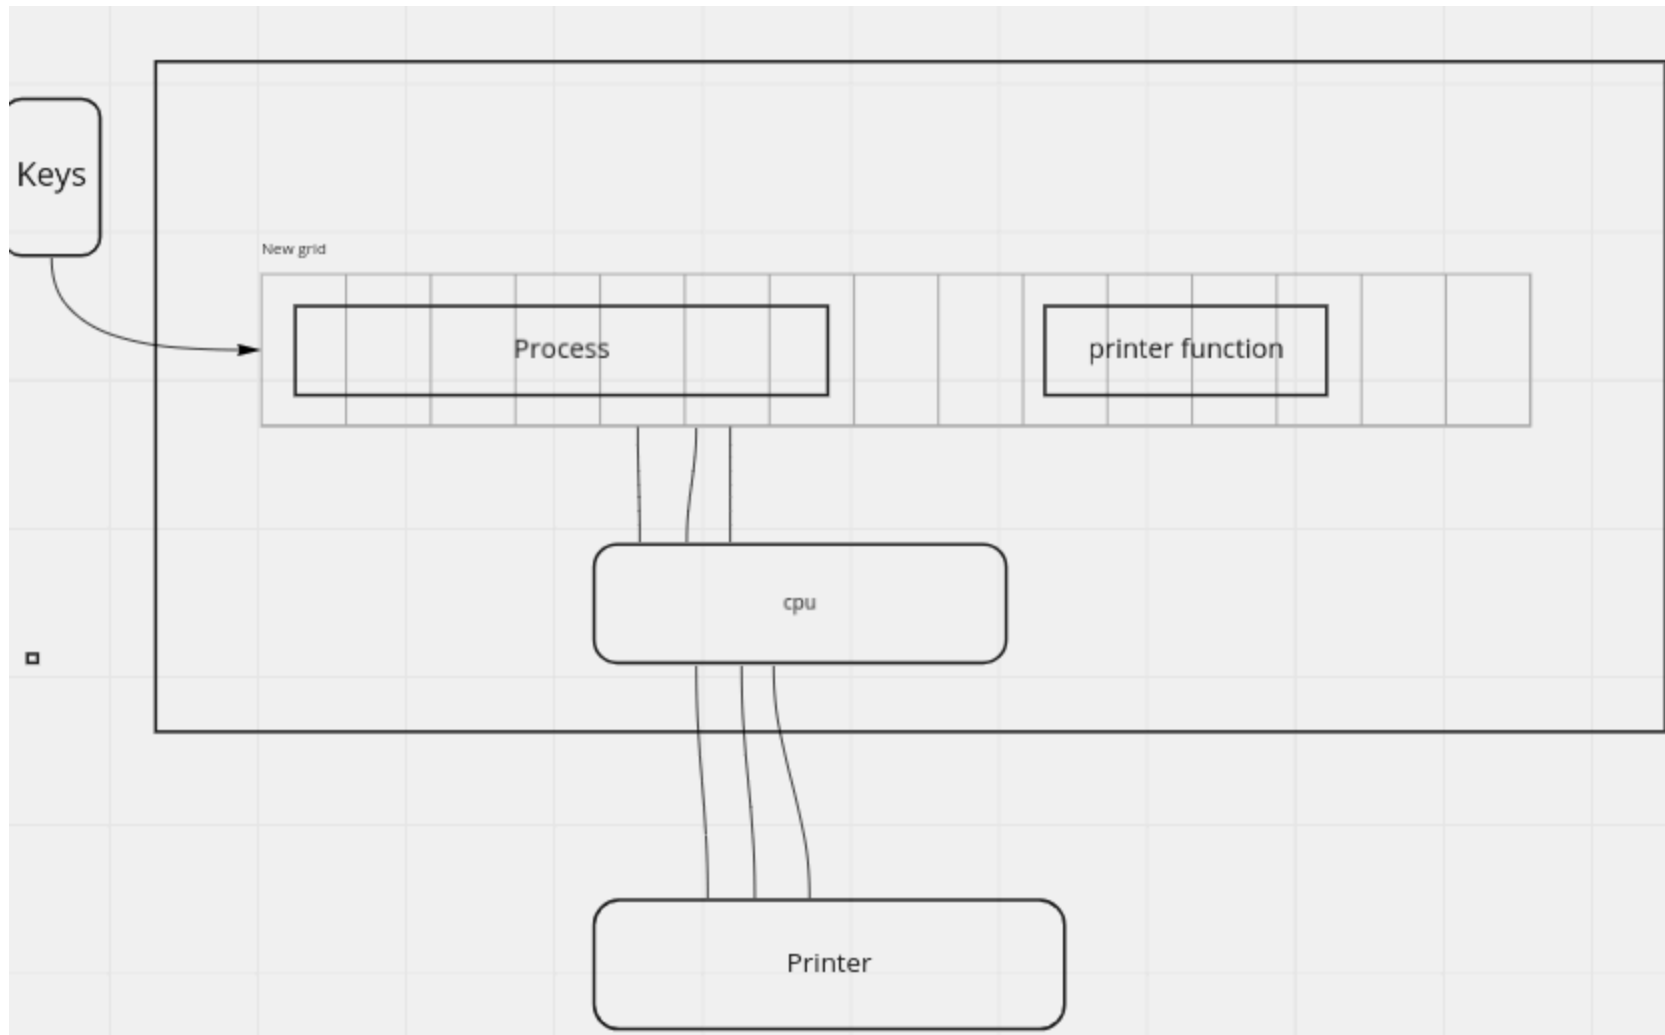 Keys
New grid
Process
printer function
cpu
Printer